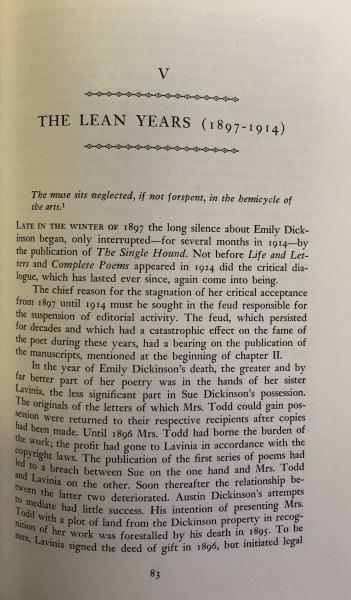 V
THE LEAN YEARS (1897-1914)
The muse sits neglected, if not forspent, in the hemicycle of
the arts.¹
LATE IN THE WINTER OF 1897 the long silence about Emily Dick-
inson began, only interrupted—for several months in 1914—by
the publication of The Single Hound. Not before Life and Let-
ters and Complete Poems appeared in 1924 did the critical dia-
logue, which has lasted ever since, again come into being.
The chief reason for the stagnation of her critical acceptance
from 1897 until 1914 must be sought in the feud responsible for
the suspension of editorial activity. The feud, which persisted
for decades and which had a catastrophic effect on the fame of
the poet during these years, had a bearing on the publication of
the manuscripts, mentioned at the beginning of chapter II.
In the year of Emily Dickinson's death, the greater and by
far better part of her poetry was in the hands of her sister
Lavinia, the less significant part in Sue Dickinson's possession.
The originals of the letters of which Mrs. Todd could gain pos-
session were returned to their respective recipients after copies
had been made. Until 1896 Mrs. Todd had borne the burden of
the work; the profit had gone to Lavinia in accordance with the
copyright laws. The publication of the first series of poems had
led to a breach between Sue on the one hand and Mrs. Todd
and Lavinia on the other. Soon thereafter the relationship be-
tween the latter two deteriorated. Austin Dickinson's attempts
to mediate had little success. His intention of presenting Mrs.
Todd with a plot of land from the Dickinson property in recog-
nition of her work was forestalled by his death in 1895. To be
sure, Lavinia signed the deed of gift in 1896, but initiated legal
83